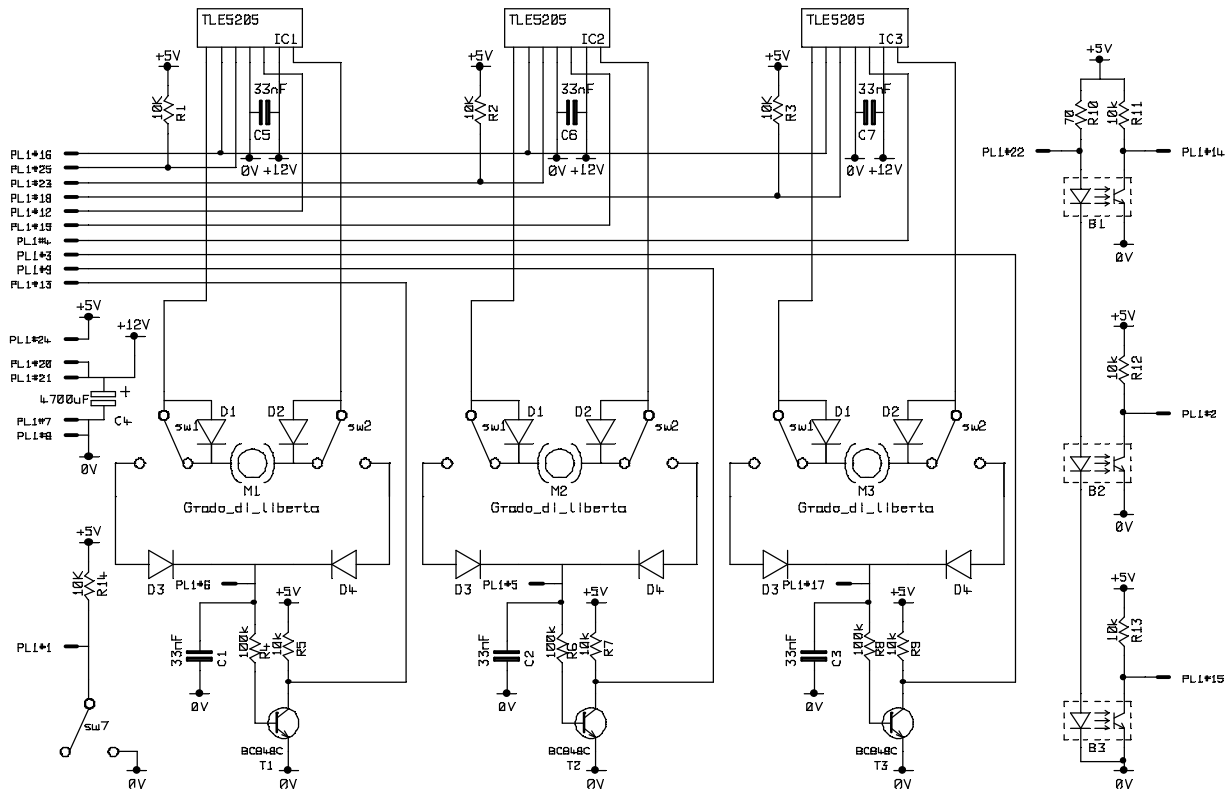 TLE5205
IC1
TLE5205
IC2
TLE5205
IC3
+5V
10K
R1
33nF
C5
0V
+12V
+5V
10K
R2
33nF
C6
0V
+12V
+5V
10K
R3
33nF
C7
0V
+12V
PL1*16
PL1*25
PL1*23
PL1*18
PL1*12
PL1*19
PL1*4
PL1*3
PL1*9
PL1*13
+5V
+12V
PL1*24
PL1*20
PL1*21
4700uF
+
C4
PL1*7
PL1*8
0V
+5V
10K
R14
PL1*1
sw7
0V
sw1
D1
D2
sw2
M1
Grado_di_liberta
D3
PL1*6
D4
+5V
33nF
C1
100k
R4
10k
R5
0V
BC848C
T1
0V
sw1
D1
D2
sw2
M2
Grado_di_liberta
D3
PL1*5
D4
+5V
33nF
C2
100k
R6
10k
R7
0V
BC848C
T2
0V
sw1
D1
D2
sw2
M3
Grado_di_liberta
D3
PL1*17
D4
+5V
33nF
C3
100k
R8
10k
R9
0V
BC848C
T3
0V
+5V
70
R10
10k
R11
PL1*22
PL1*14
B1
0V
+5V
10k
R12
PL1*2
B2
0V
+5V
10k
R13
PL1*15
B3
0V